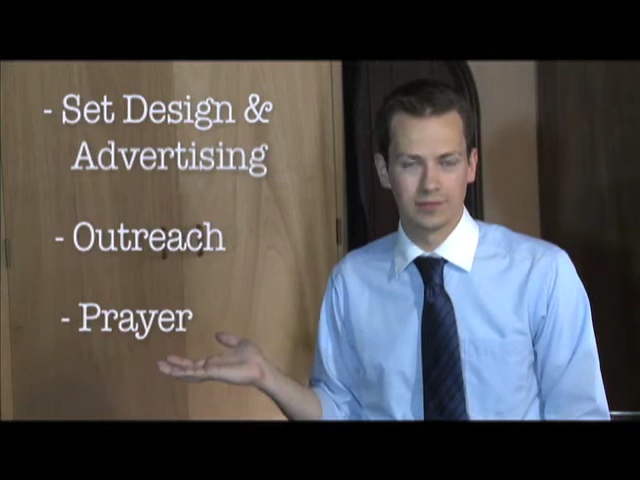 - Set Design &
Advertising
- Outreach
- Prayer